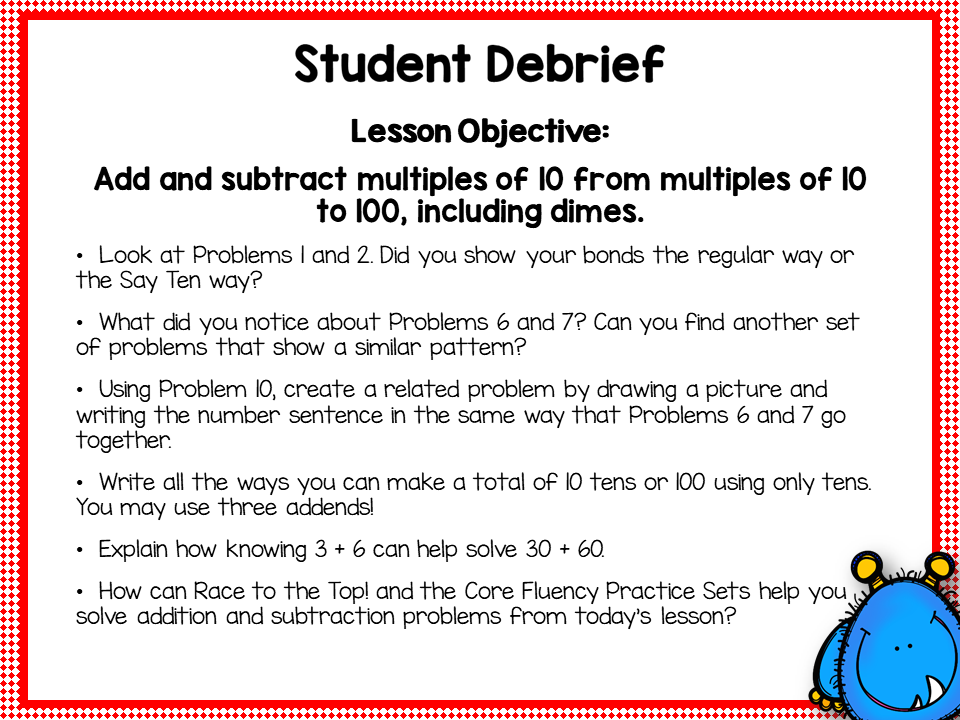 Student Debrief
Lesson Objective:
Add and subtract multiples of 10 from multiples of 10
to 100, including dimes.
• Look at Problems 1 and 2. Did you show your bonds the regular way or
the Say Ten way?
• What did you notice about Problems 6 and 7? Can you find another set
of problems that show a similar pattern?
• Using Problem 10, create a related problem by drawing a picture and
writing the number sentence in the same way that Problems 6 and 7 go
together.
• Write all the ways you can make a total of 10 tens or 100 using only tens.
You may use three addends!
• Explain how knowing 3 + 6 can help solve 30 + 60.
• How can Race to the Top! and the Core Fluency Practice Sets help you
solve addition and subtraction problems from today's lesson?